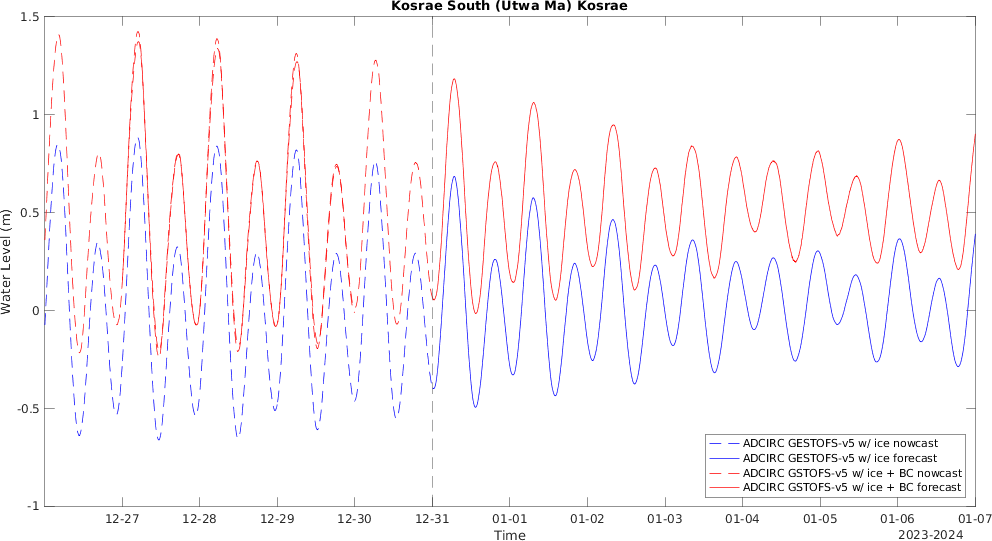 Kosrae South (Utwa Ma) Kosrae
1.5
1
0.5
0
-0.5
-1
Water Level (m)
12-27 12-28 12-29 12-30 12-31 01-01 01-02 01-03 01-04 01-05 01-06 01-07
Time
2023-2024
ADCIRC GESTOFS-v5 w/ ice nowcast
ADCIRC GESTOFS-v5 w/ ice forecast
ADCIRC GSTOFS-v5 w/ ice + BC nowcast
ADCIRC GSTOFS-v5 w/ ice + BC forecast